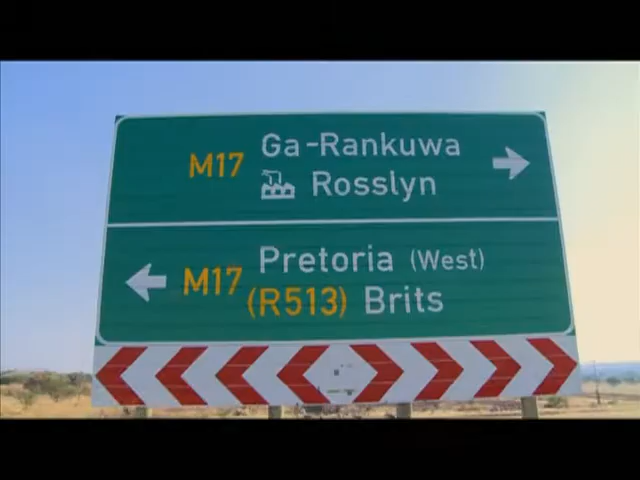 M17 Ga-Rankuwa
Rosslyn
M17 Pretoria (West)
(R513) Brits